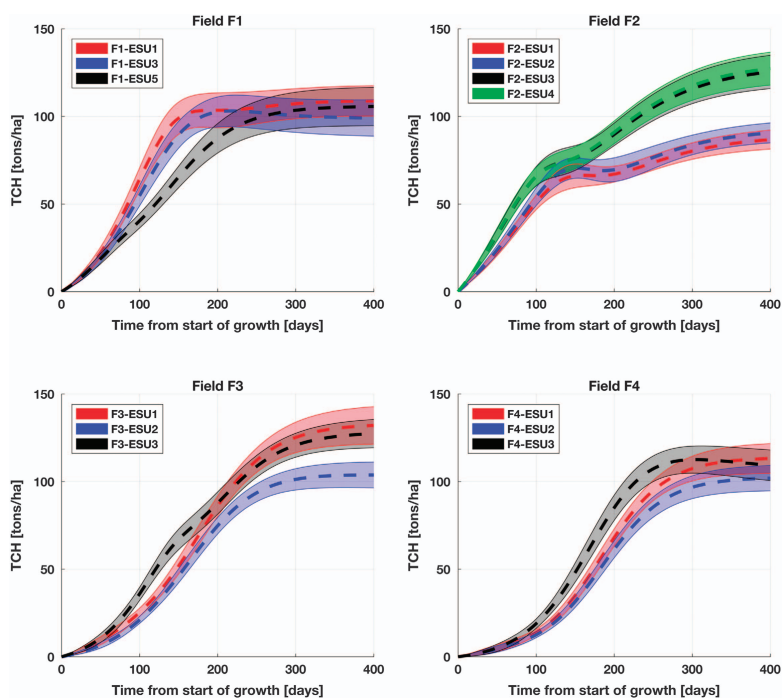 Field F1
150
100
50
0
TCH [tons/ha]
F1-ESU1
F1-ESU3
F1-ESU5
0 100 200 300 400
Time from start of growth [days]
Field F2
150
100
50
0
TCH [tons/ha]
F2-ESU1
F2-ESU2
F2-ESU3
F2-ESU4
0 100 200 300 400
Time from start of growth [days]
Field F3
150
100
50
0
TCH [tons/ha]
F3-ESU1
F3-ESU2
F3-ESU3
0 100 200 300 400
Time from start of growth [days]
Field F4
150
100
50
0
TCH [tons/ha]
F4-ESU1
F4-ESU2
F4-ESU3
0 100 200 300 400
Time from start of growth [days]